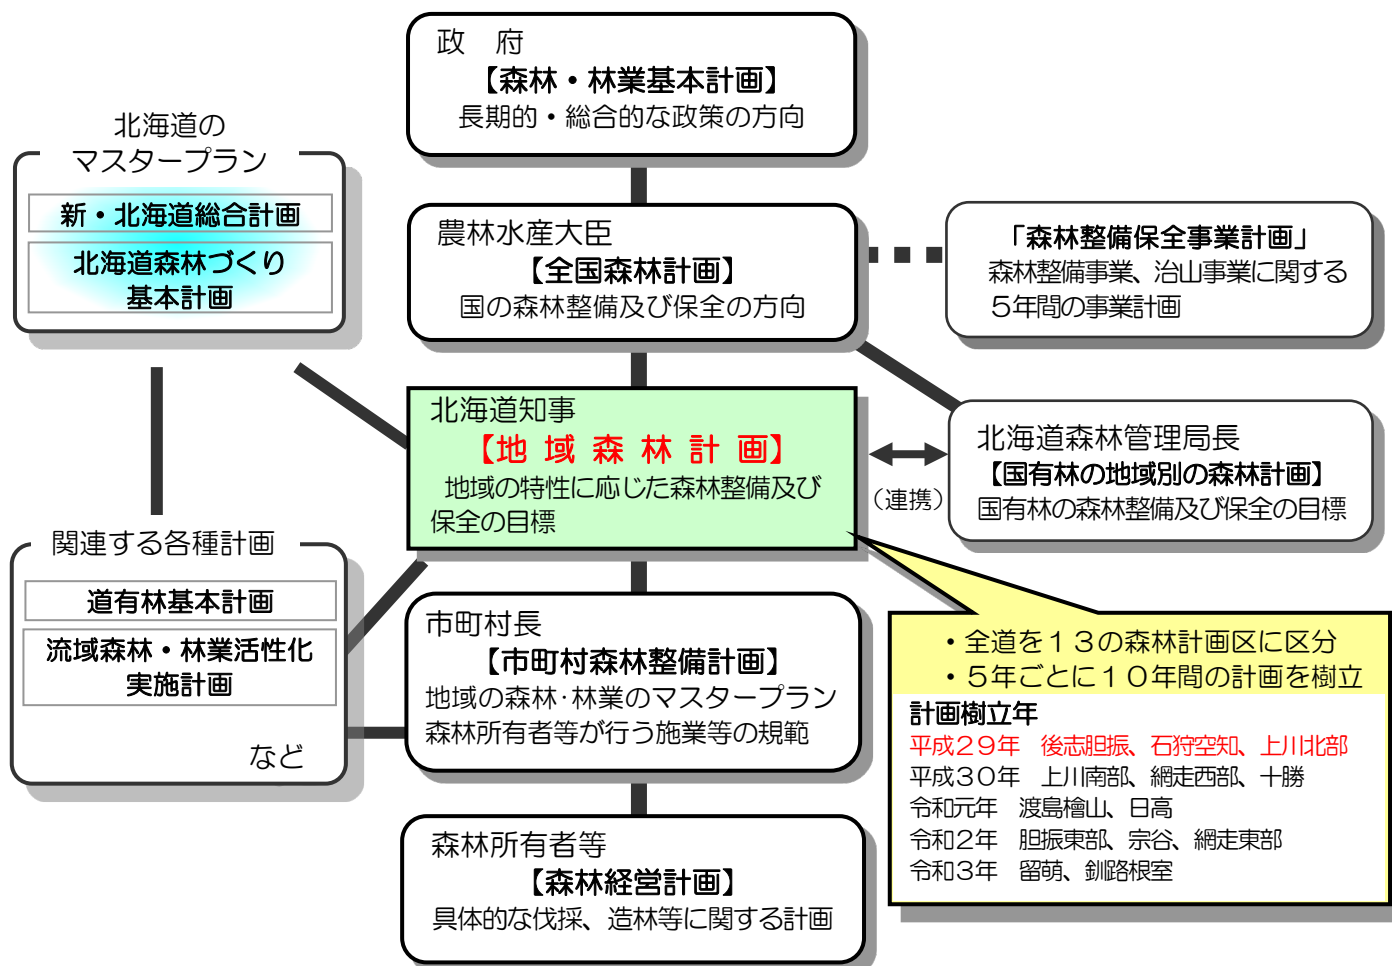 政　府
【森林・林業基本計画】
長期的・総合的な政策の方向
北海道の
マスタープラン
新・北海道総合計画
北海道森林づくり
基本計画
農林水産大臣
【全国森林計画】
国の森林整備及び保全の方向
「森林整備保全事業計画」
森林整備事業、治山事業に関する
５年間の事業計画
北海道知事
【地 域 森 林 計 画】
地域の特性に応じた森林整備及び
保全の目標
（連携）
北海道森林管理局長
【国有林の地域別の森林計画】
国有林の森林整備及び保全の目標
関連する各種計画
道有林基本計画
流域森林・林業活性化
実施計画
など
市町村長
【市町村森林整備計画】
地域の森林・林業のマスタープラン
森林所有者等が行う施業等の規範
・全道を１３の森林計画区に区分
・５年ごとに１０年間の計画を樹立
計画樹立年
平成２９年　後志胆振、石狩空知、上川北部
平成３０年　上川南部、網走西部、十勝
令和元年　渡島檜山、日高
令和２年　胆振東部、宗谷、網走東部
令和３年　留萌、釧路根室
森林所有者等
【森林経営計画】
具体的な伐採、造林等に関する計画